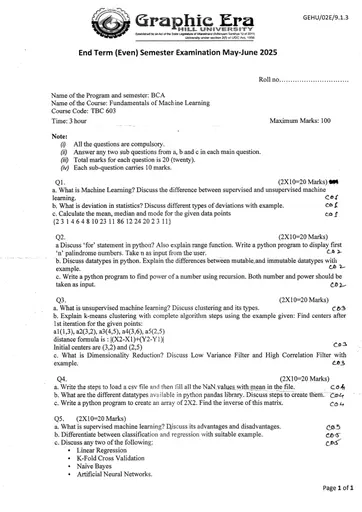 GEHU/02E/9.1.3
Graphic Era
HILL UNIVERSITY
End Term (Even) Semester Examination May-June 2025
Roll no..............................
Name of the Program and semester: BCA
Name of the Course: Fundamentals of Machine Learning
Course Code: TBC 603
Time: 3 hour Maximum Marks: 100
Note:
(i) All the questions are compulsory.
(ii) Answer any two sub questions from a, b and c in each main question.
(iii) Total marks for each question is 20 (twenty).
(iv) Each sub-question carries 10 marks.
Q1. (2X10=20 Marks)
a. What is Machine Learning? Discuss the difference between supervised and unsupervised machine
learning. CO1
b. What is deviation in statistics? Discuss different types of deviations with example. CO1
c. Calculate the mean, median and mode for the given data points CO1
{2 3 1 4 6 4 8 10 23 11 86 12 24 20 2 3 11}
Q2. (2X10=20 Marks)
a Discuss 'for' statement in python? Also explain range function. Write a python program to display first
'n' palindrome numbers. Take n as input from the user. CO2
b. Discuss datatypes in python. Explain the difference between mutable and immutable datatypes with
example. CO2
c. Write a python program to find power of a number using recursion. Both number and power should be
taken as input. CO2
Q3. (2X10=20 Marks)
a. What is unsupervised machine learning? Discuss clustering and its types. CO3
b. Explain k-means clustering with complete algorithm steps using the example given: Find centers after
1st iteration for the given points:
a1(1,3), a2(3,2), a3(4,5), a4(3,6), a5(2,5)
distance formula is : |(X2-X1)+(Y2-Y1)|
Initial centers are (3,2) and (2,5) CO3
c. What is Dimensionality Reduction? Discuss Low Variance Filter and High Correlation Filter with
example. CO3
Q4. (2X10=20 Marks)
a. Write the steps to load a csv file and then fill all the NaN values with mean in the file. CO4
b. What are the different datatypes available in python pandas library. Discuss steps to create them. CO4
c. Write a python program to create an array of 2X2. Find the inverse of this matrix. CO4
Q5. (2X10=20 Marks)
a. What is supervised machine learning? Discuss its advantages and disadvantages. CO5
b. Differentiate between classification and regression with suitable example. CO5
c. Discuss any two of the following: CO5
• Linear Regression
• K-Fold Cross Validation
• Naive Bayes
• Artificial Neural Networks.
Page 1 of 1